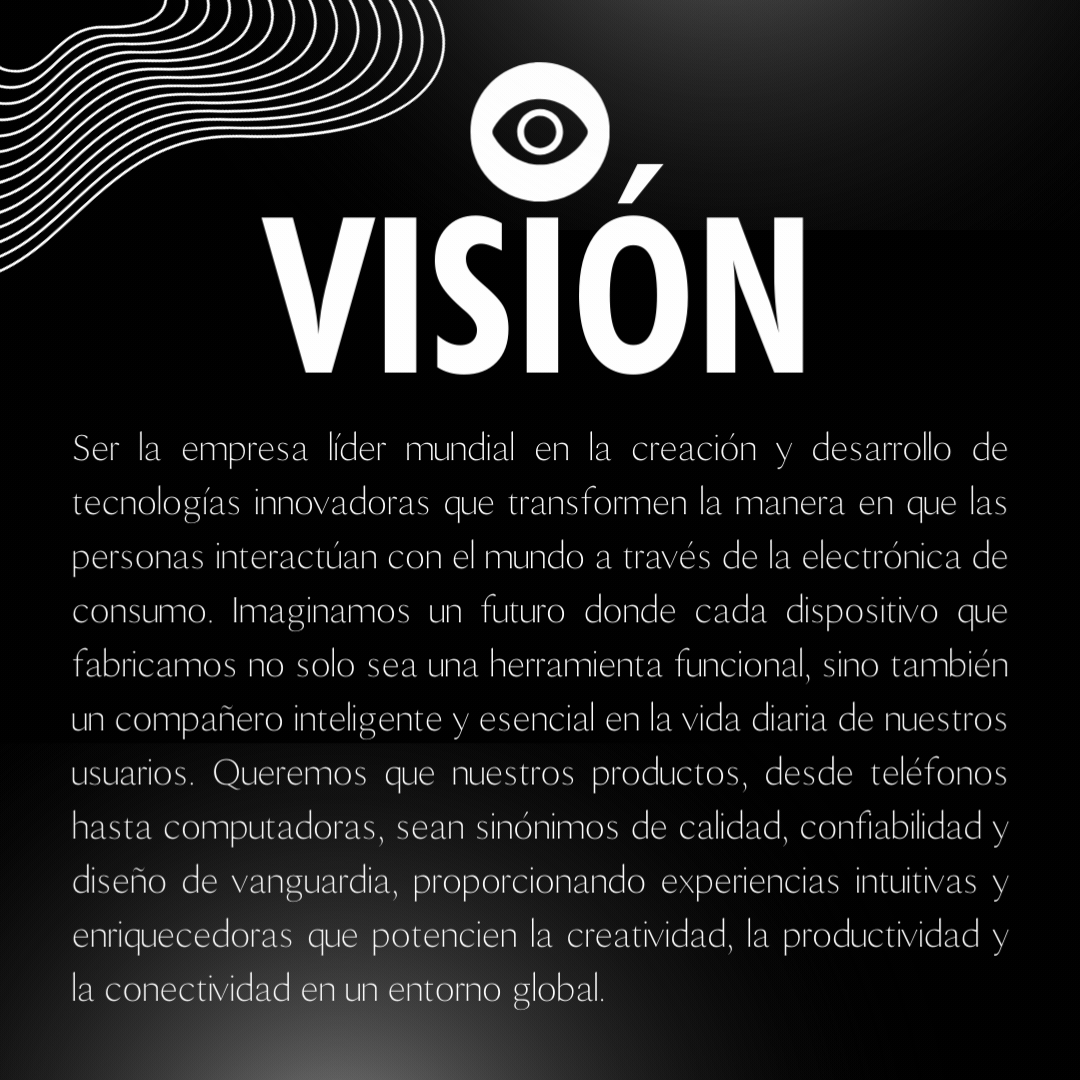 VISIÓN
Ser la empresa líder mundial en la creación y desarrollo de
tecnologías innovadoras que transformen la manera en que las
personas interactúan con el mundo a través de la electrónica de
consumo. Imaginamos un futuro donde cada dispositivo que
fabricamos no solo sea una herramienta funcional, sino también
un compañero inteligente y esencial en la vida diaria de nuestros
usuarios. Queremos que nuestros productos, desde teléfonos
hasta computadoras, sean sinónimos de calidad, confiabilidad y
diseño de vanguardia, proporcionando experiencias intuitivas y
enriquecedoras que potencien la creatividad, la productividad y
la conectividad en un entorno global.